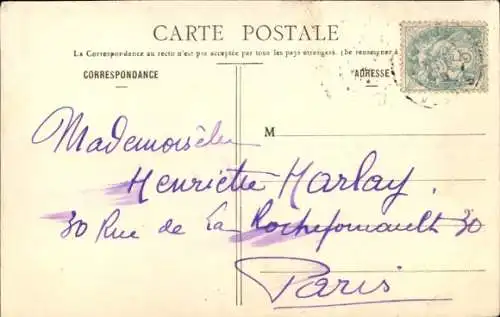 CARTE POSTALE
La Correspondance au recto n'est pas acceptée par tous les pays étrangers. (Se renseigner à
CORRESPONDANCE
ADRESSE
M
Mademoiselle
Henriette Harlay.
30 Rue de La Rochefoucault 30
Paris